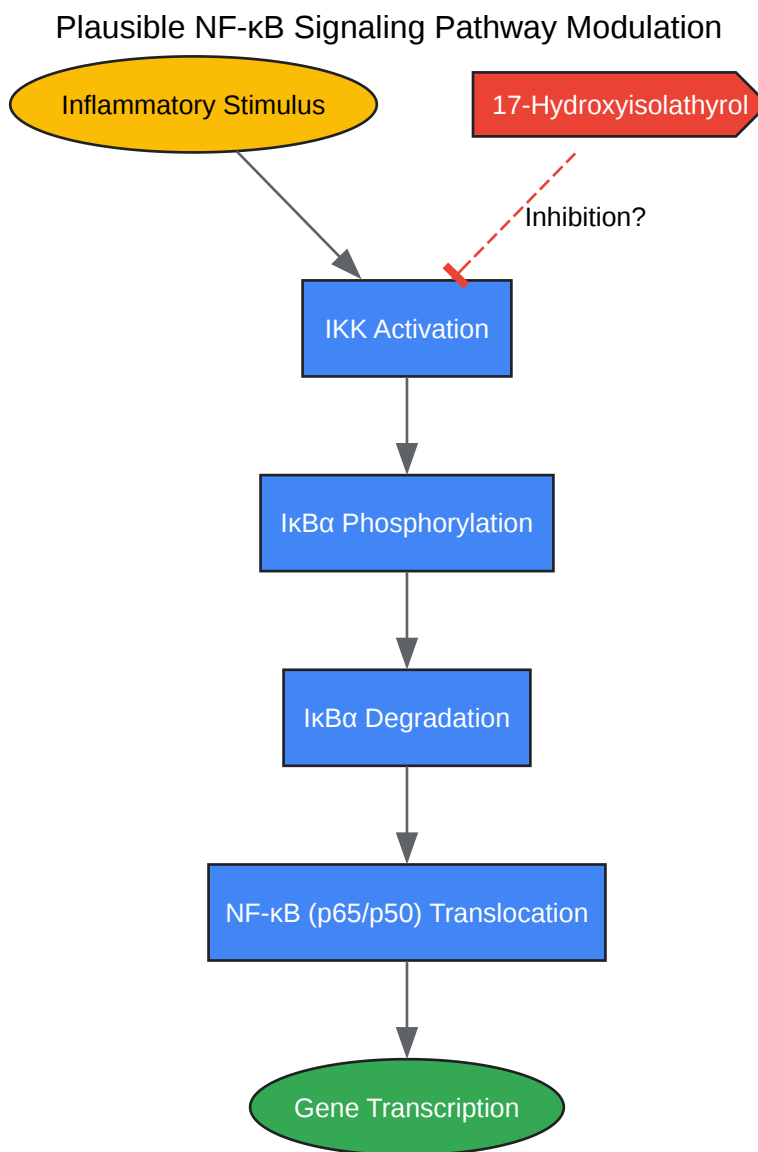 Plausible NF-κB Signaling Pathway Modulation
Inflammatory Stimulus
17-Hydroxyisolathyrol
Inhibition?
IKK Activation
IκBα Phosphorylation
IκBα Degradation
NF-κB (p65/p50) Translocation
Gene Transcription